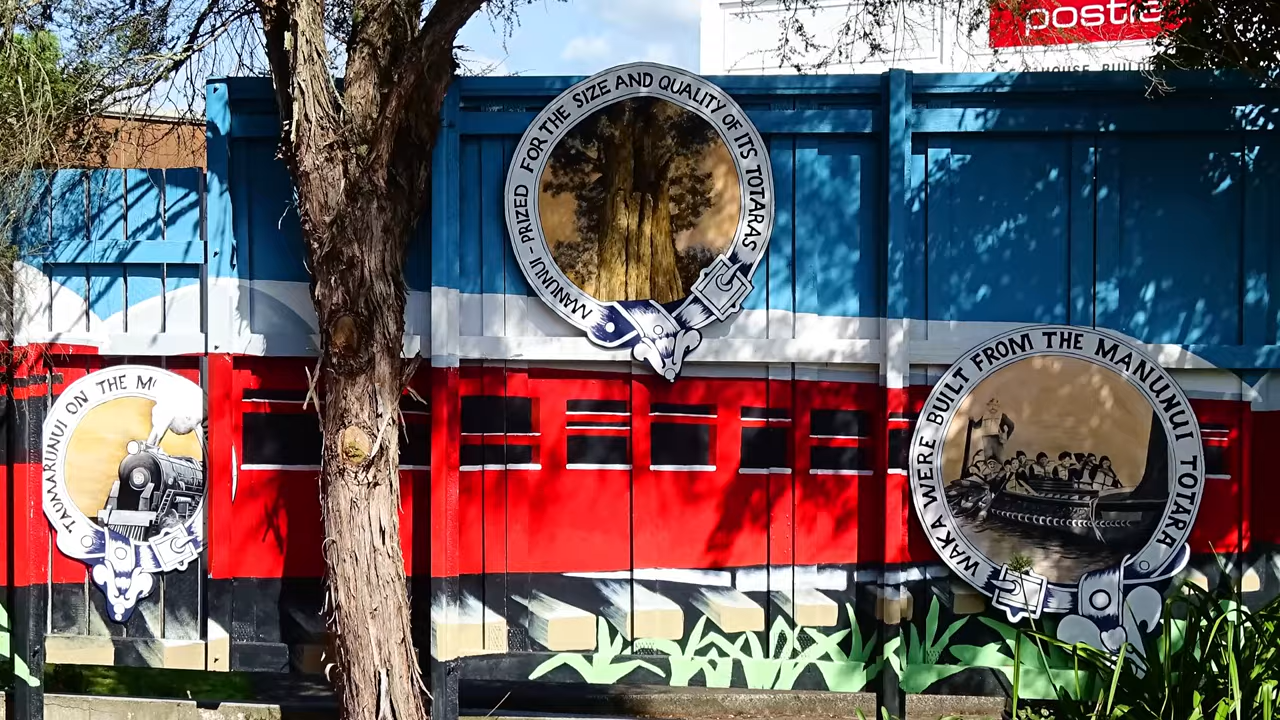 MANUNUI - PRIZED FOR THE SIZE AND QUALITY OF ITS TOTARAS
TAUMARUNUI ON THE
WAKA WERE BUILT FROM THE MANUNUI TOTARA